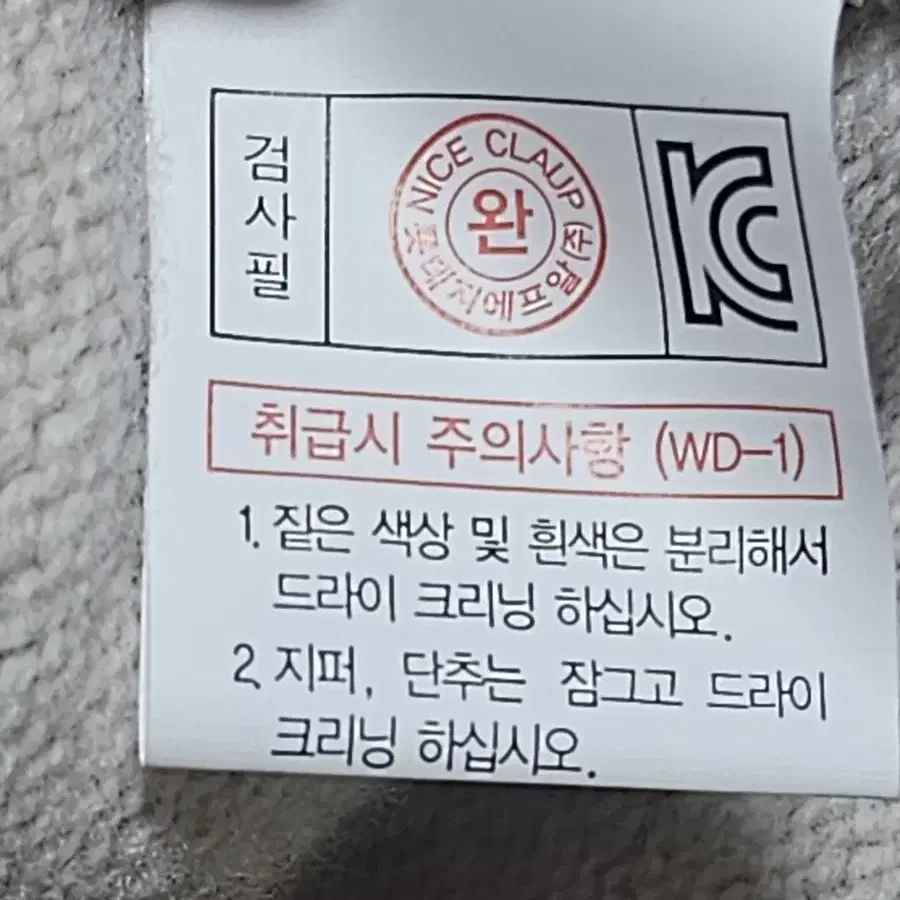 검사필
NICE CLAUP
완
롯데지에프알(주)
KC
취급시 주의사항 (WD-1)
1. 짙은 색상 및 흰색은 분리해서
드라이 크리닝 하십시오.
2. 지퍼, 단추는 잠그고 드라이
크리닝 하십시오.